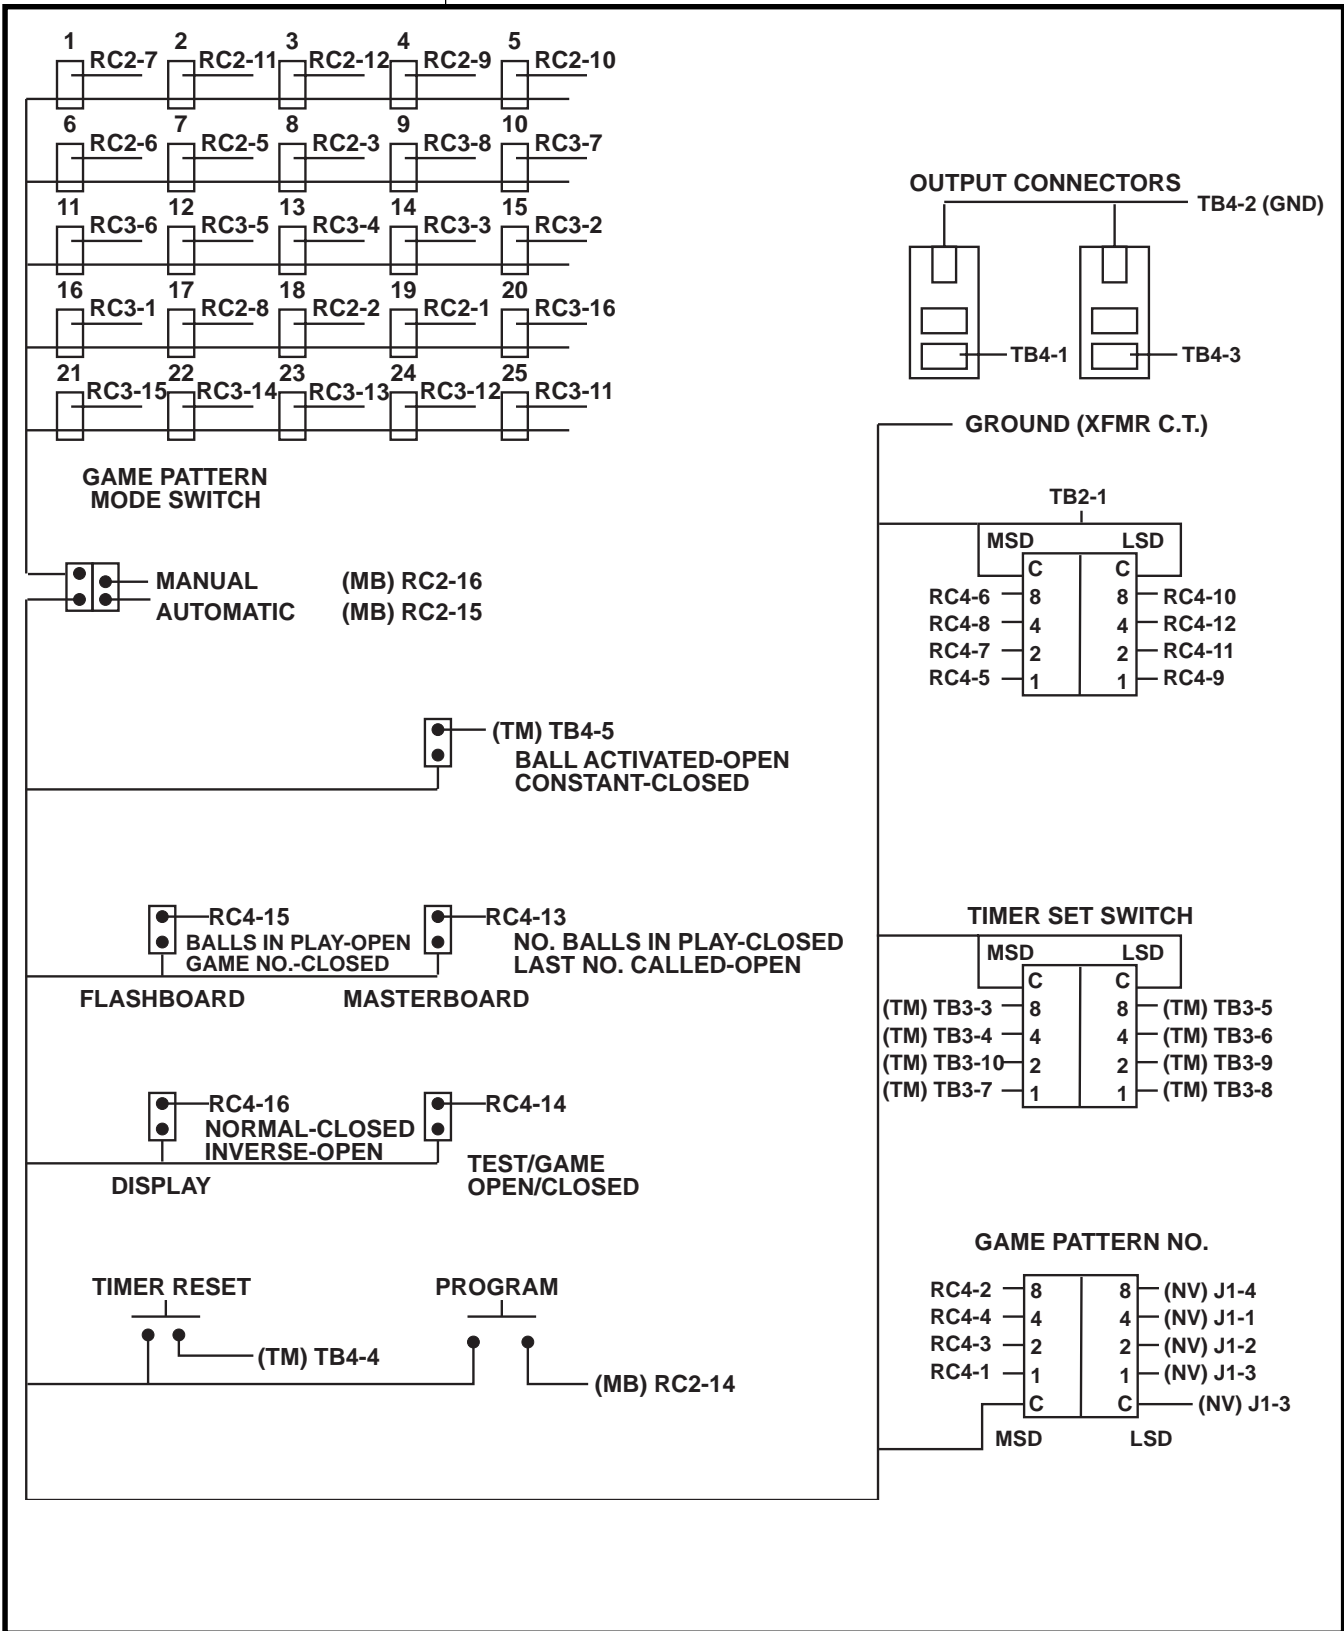 1 2 3 4 5
RC2-7 RC2-11 RC2-12 RC2-9 RC2-10
6 7 8 9 10
RC2-6 RC2-5 RC2-3 RC3-8 RC3-7
11 12 13 14 15
RC3-6 RC3-5 RC3-4 RC3-3 RC3-2
16 17 18 19 20
RC3-1 RC2-8 RC2-2 RC2-1 RC3-16
21 22 23 24 25
RC3-15 RC3-14 RC3-13 RC3-12 RC3-11
GAME PATTERN
MODE SWITCH
MANUAL (MB) RC2-16
AUTOMATIC (MB) RC2-15
(TM) TB4-5
BALL ACTIVATED-OPEN
CONSTANT-CLOSED
RC4-15
BALLS IN PLAY-OPEN
GAME NO.-CLOSED
FLASHBOARD
RC4-13
NO. BALLS IN PLAY-CLOSED
LAST NO. CALLED-OPEN
MASTERBOARD
RC4-16
NORMAL-CLOSED
INVERSE-OPEN
DISPLAY
RC4-14
TEST/GAME
OPEN/CLOSED
TIMER RESET
(TM) TB4-4
PROGRAM
(MB) RC2-14
OUTPUT CONNECTORS
TB4-2 (GND)
TB4-1 TB4-3
GROUND (XFMR C.T.)
TB2-1
MSD LSD
C C
RC4-6 8 8 RC4-10
RC4-8 4 4 RC4-12
RC4-7 2 2 RC4-11
RC4-5 1 1 RC4-9
TIMER SET SWITCH
MSD LSD
C C
(TM) TB3-3 8 8 (TM) TB3-5
(TM) TB3-4 4 4 (TM) TB3-6
(TM) TB3-10 2 2 (TM) TB3-9
(TM) TB3-7 1 1 (TM) TB3-8
GAME PATTERN NO.
RC4-2 8 8 (NV) J1-4
RC4-4 4 4 (NV) J1-1
RC4-3 2 2 (NV) J1-2
RC4-1 1 1 (NV) J1-3
C C (NV) J1-3
MSD LSD